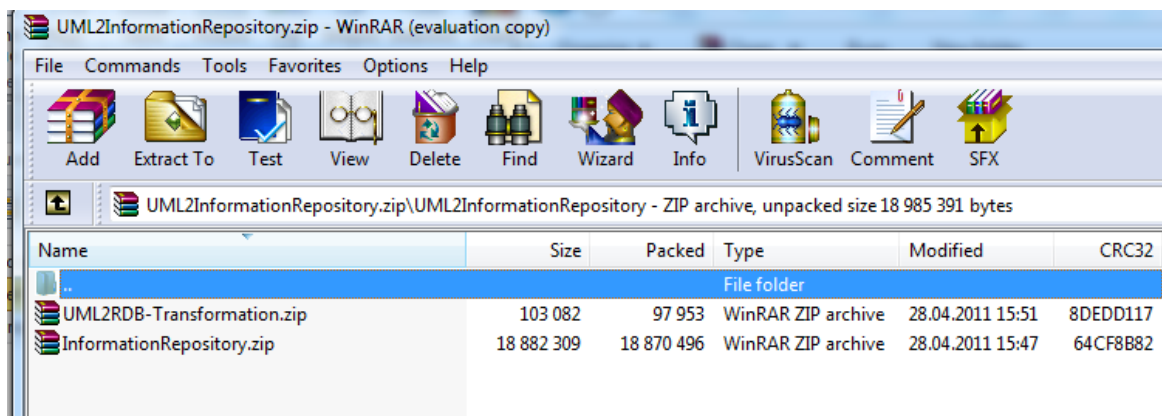 UML2InformationRepository.zip - WinRAR (evaluation copy)
File Commands Tools Favorites Options Help
Add Extract To Test View Delete Find Wizard Info VirusScan Comment SFX
UML2InformationRepository.zip\UML2InformationRepository - ZIP archive, unpacked size 18 985 391 bytes
Name Size Packed Type Modified CRC32
.. File folder
UML2RDB-Transformation.zip 103 082 97 953 WinRAR ZIP archive 28.04.2011 15:51 8DEDD117
InformationRepository.zip 18 882 309 18 870 496 WinRAR ZIP archive 28.04.2011 15:47 64CF8B82